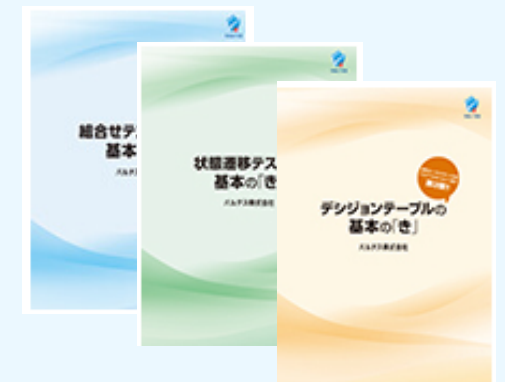 組合せテ
基本
バルテス
状態遷移テス
基本の「き
バルテス株式会社
デシジョンテーブルの
基本の「き」
バルテス株式会社